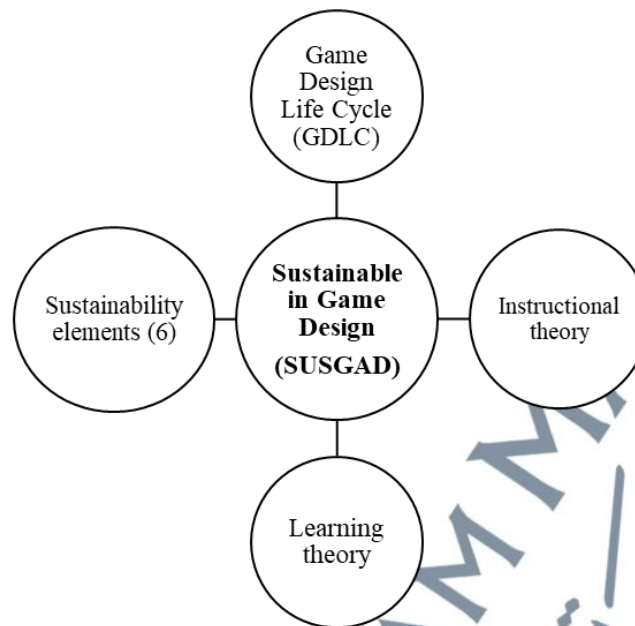 Game
Design
Life Cycle
(GDLC)
Sustainability
elements (6)
Sustainable
in Game
Design
(SUSGAD)
Instructional
theory
Learning
theory